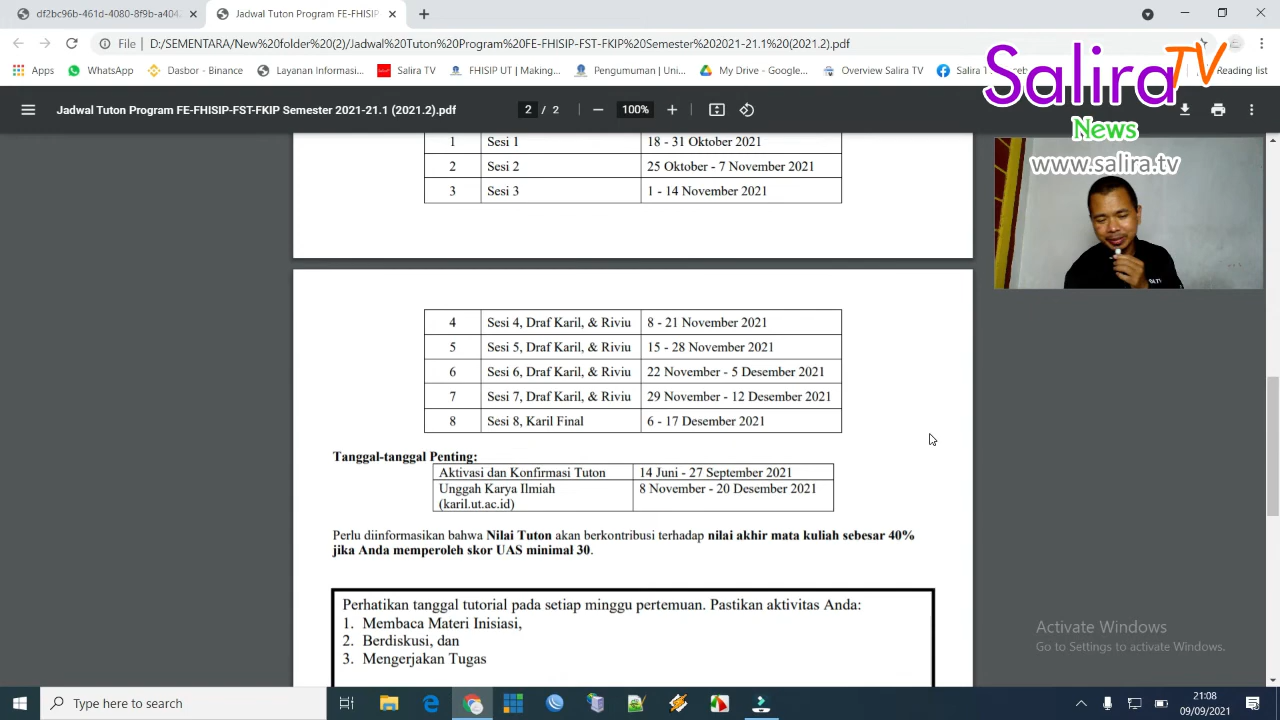 df2bc96b-461d-4080-8f9b-a404
Jadwal Tuton Program FE-FHISIP-
File | D:/SEMENTARA/New%20folder%20(2)/Jadwal%20Tuton%20Program%20FE-FHISIP-FST-FKIP%20Semester%202021-21.1%20(2021.2).pdf
Apps
WhatsApp
Dasbor - Binance
Layanan informasi...
Salira TV
FHISIP UT | Making...
Pengumuman | Uni...
My Drive - Google...
Overview Salira TV
Reading list
Salira TV
News
www.salira.tv
Jadwal Tuton Program FE-FHISIP-FST-FKIP Semester 2021-21.1 (2021.2).pdf
2 / 2
100%
1 Sesi 1 18 - 31 Oktober 2021
2 Sesi 2 25 Oktober - 7 November 2021
3 Sesi 3 1 - 14 November 2021
4 Sesi 4, Draf Karil, & Riviu 8 - 21 November 2021
5 Sesi 5, Draf Karil, & Riviu 15 - 28 November 2021
6 Sesi 6, Draf Karil, & Riviu 22 November - 5 Desember 2021
7 Sesi 7, Draf Karil, & Riviu 29 November - 12 Desember 2021
8 Sesi 8, Karil Final 6 - 17 Desember 2021
Tanggal-tanggal Penting:
Aktivasi dan Konfirmasi Tuton 14 Juni - 27 September 2021
Unggah Karya Ilmiah 8 November - 20 Desember 2021
(karil.ut.ac.id)
Perlu diinformasikan bahwa Nilai Tuton akan berkontribusi terhadap nilai akhir mata kuliah sebesar 40%
jika Anda memperoleh skor UAS minimal 30.
Perhatikan tanggal tutorial pada setiap minggu pertemuan. Pastikan aktivitas Anda:
1. Membaca Materi Inisiasi,
2. Berdiskusi, dan
3. Mengerjakan Tugas
Activate Windows
Go to Settings to activate Windows.
Type here to search
21:08
09/09/2021